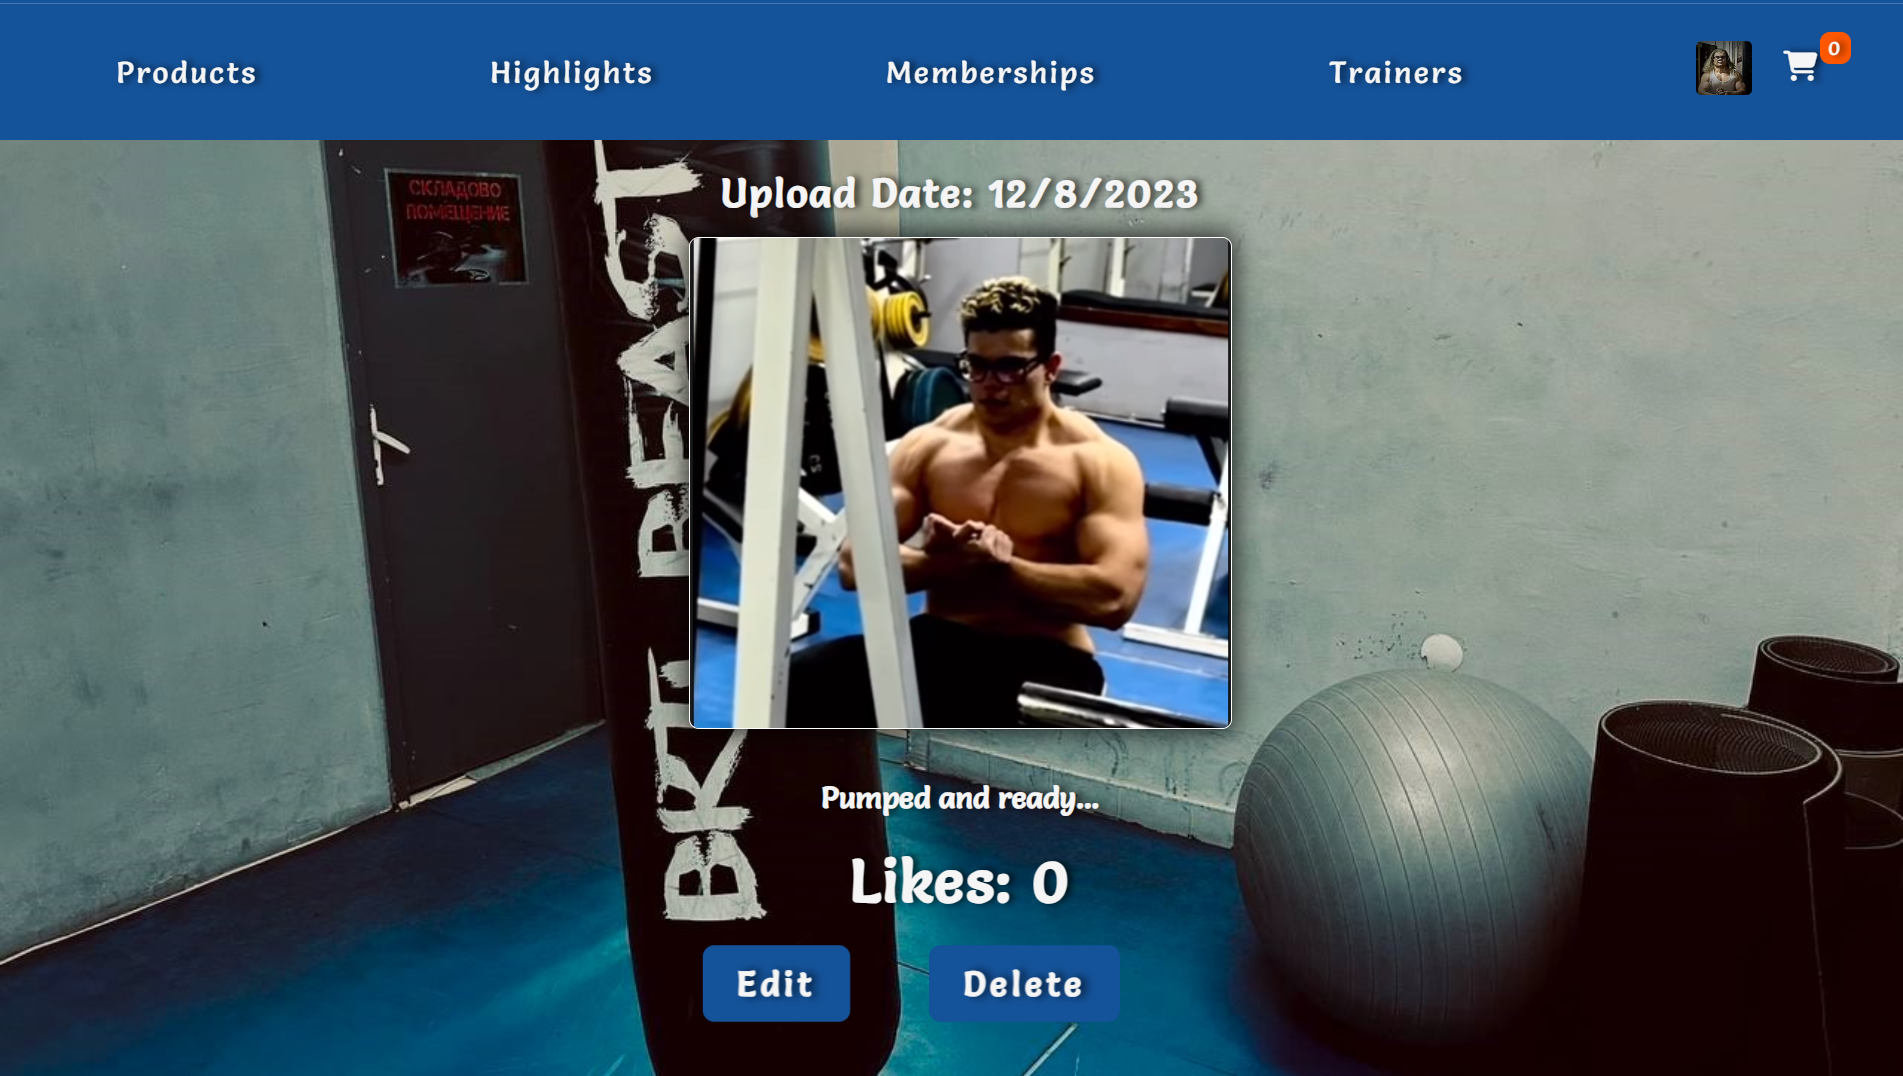 Products
Highlights
Memberships
Trainers
0
СКЛАДОВО
ПОМЕЩЕНИЕ
Upload Date: 12/8/2023
BKTI BEAST
Pumped and ready...
Likes: 0
Edit
Delete